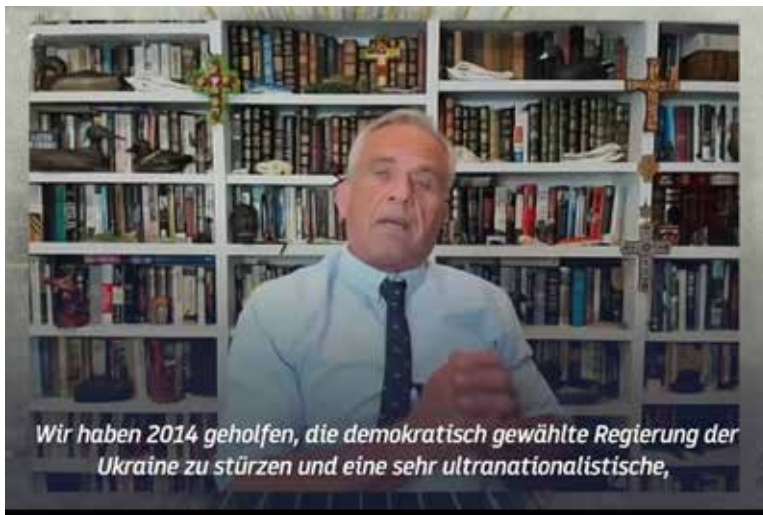 Wir haben 2014 geholfen, die demokratisch gewählte Regierung der
Ukraine zu stürzen und eine sehr ultranationalistische,